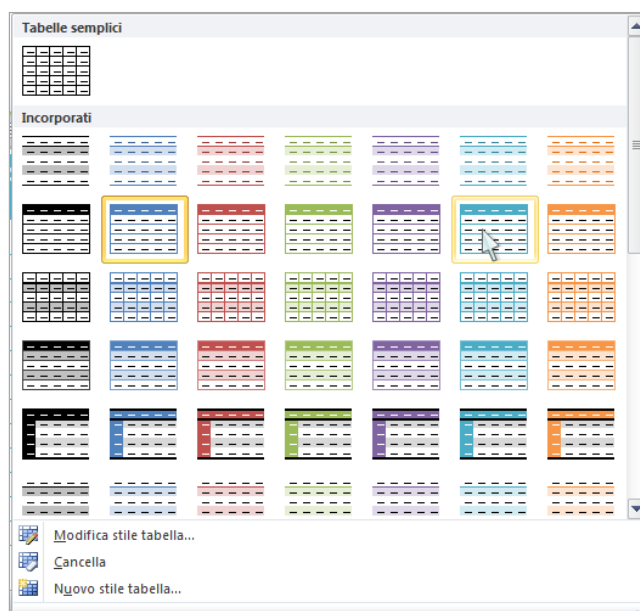 Tabelle semplici
Incorporati
Modifica stile tabella...
Cancella
Nuovo stile tabella...